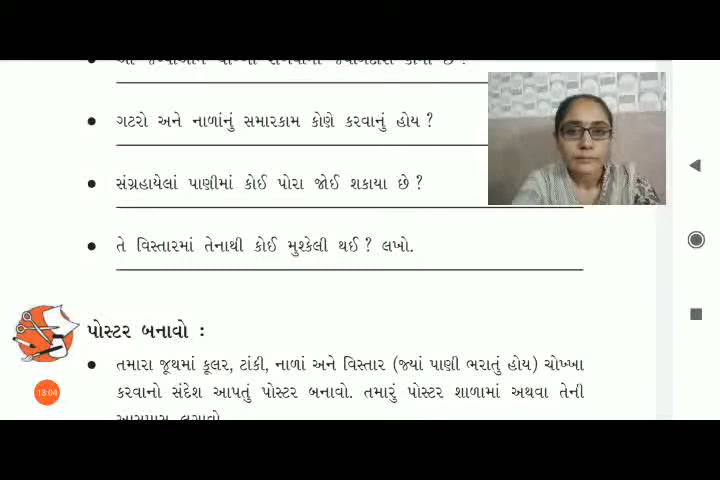 ગટરો અને નાળાંનું સમારકામ કોણે કરવાનું હોય ?
સંગ્રહાયેલાં પાણીમાં કોઈ પોરા જોઈ શકાયા છે ?
તે વિસ્તારમાં તેનાથી કોઈ મુશ્કેલી થઈ ? લખો.
પોસ્ટર બનાવો :
તમારા જૂથમાં કૂલર, ટાંકી, નાળાં અને વિસ્તાર (જ્યાં પાણી ભરાતું હોય) ચોખ્ખા
કરવાનો સંદેશ આપતું પોસ્ટર બનાવો. તમારું પોસ્ટર શાળામાં અથવા તેની
13:04